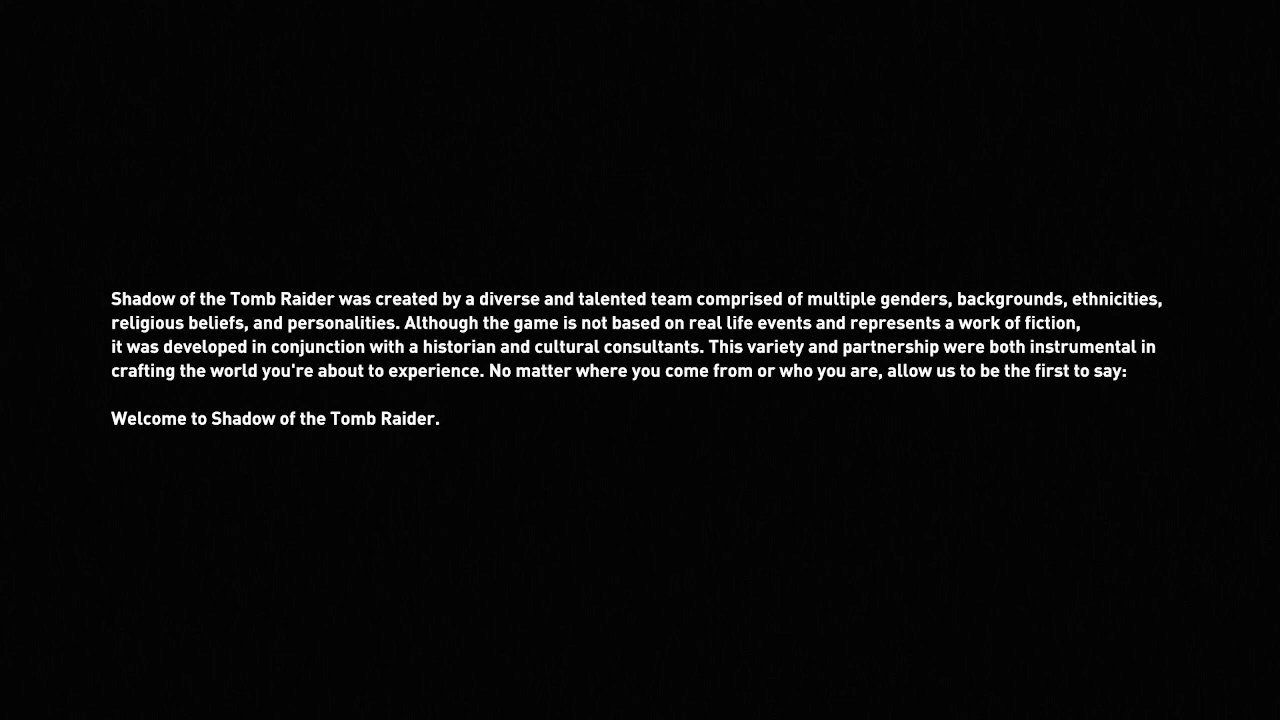 Shadow of the Tomb Raider was created by a diverse and talented team comprised of multiple genders, backgrounds, ethnicities,
religious beliefs, and personalities. Although the game is not based on real life events and represents a work of fiction,
it was developed in conjunction with a historian and cultural consultants. This variety and partnership were both instrumental in
crafting the world you're about to experience. No matter where you come from or who you are, allow us to be the first to say:
Welcome to Shadow of the Tomb Raider.